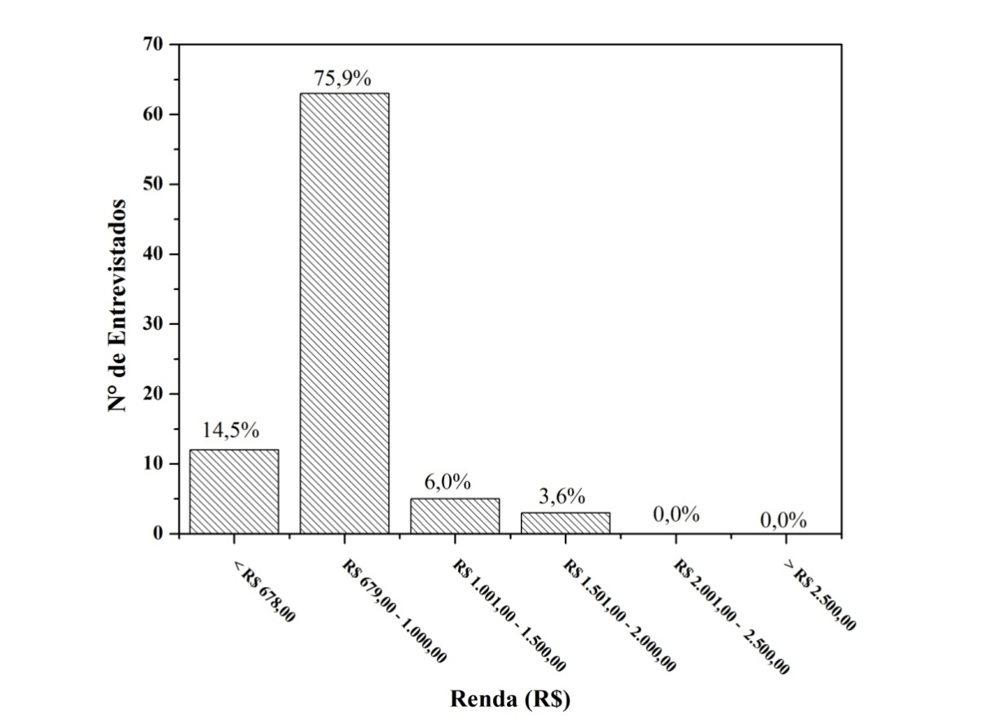 70
60
50
40
30
20
10
0
N° de Entrevistados
14,5%
75,9%
6,0%
3,6%
0,0%
0,0%
< R$ 678,00
R$ 679,00 - 1.000,00
R$ 1.001,00 - 1.500,00
R$ 1.501,00 - 2.000,00
R$ 2.001,00 - 2.500,00
> R$ 2.500,00
Renda (R$)